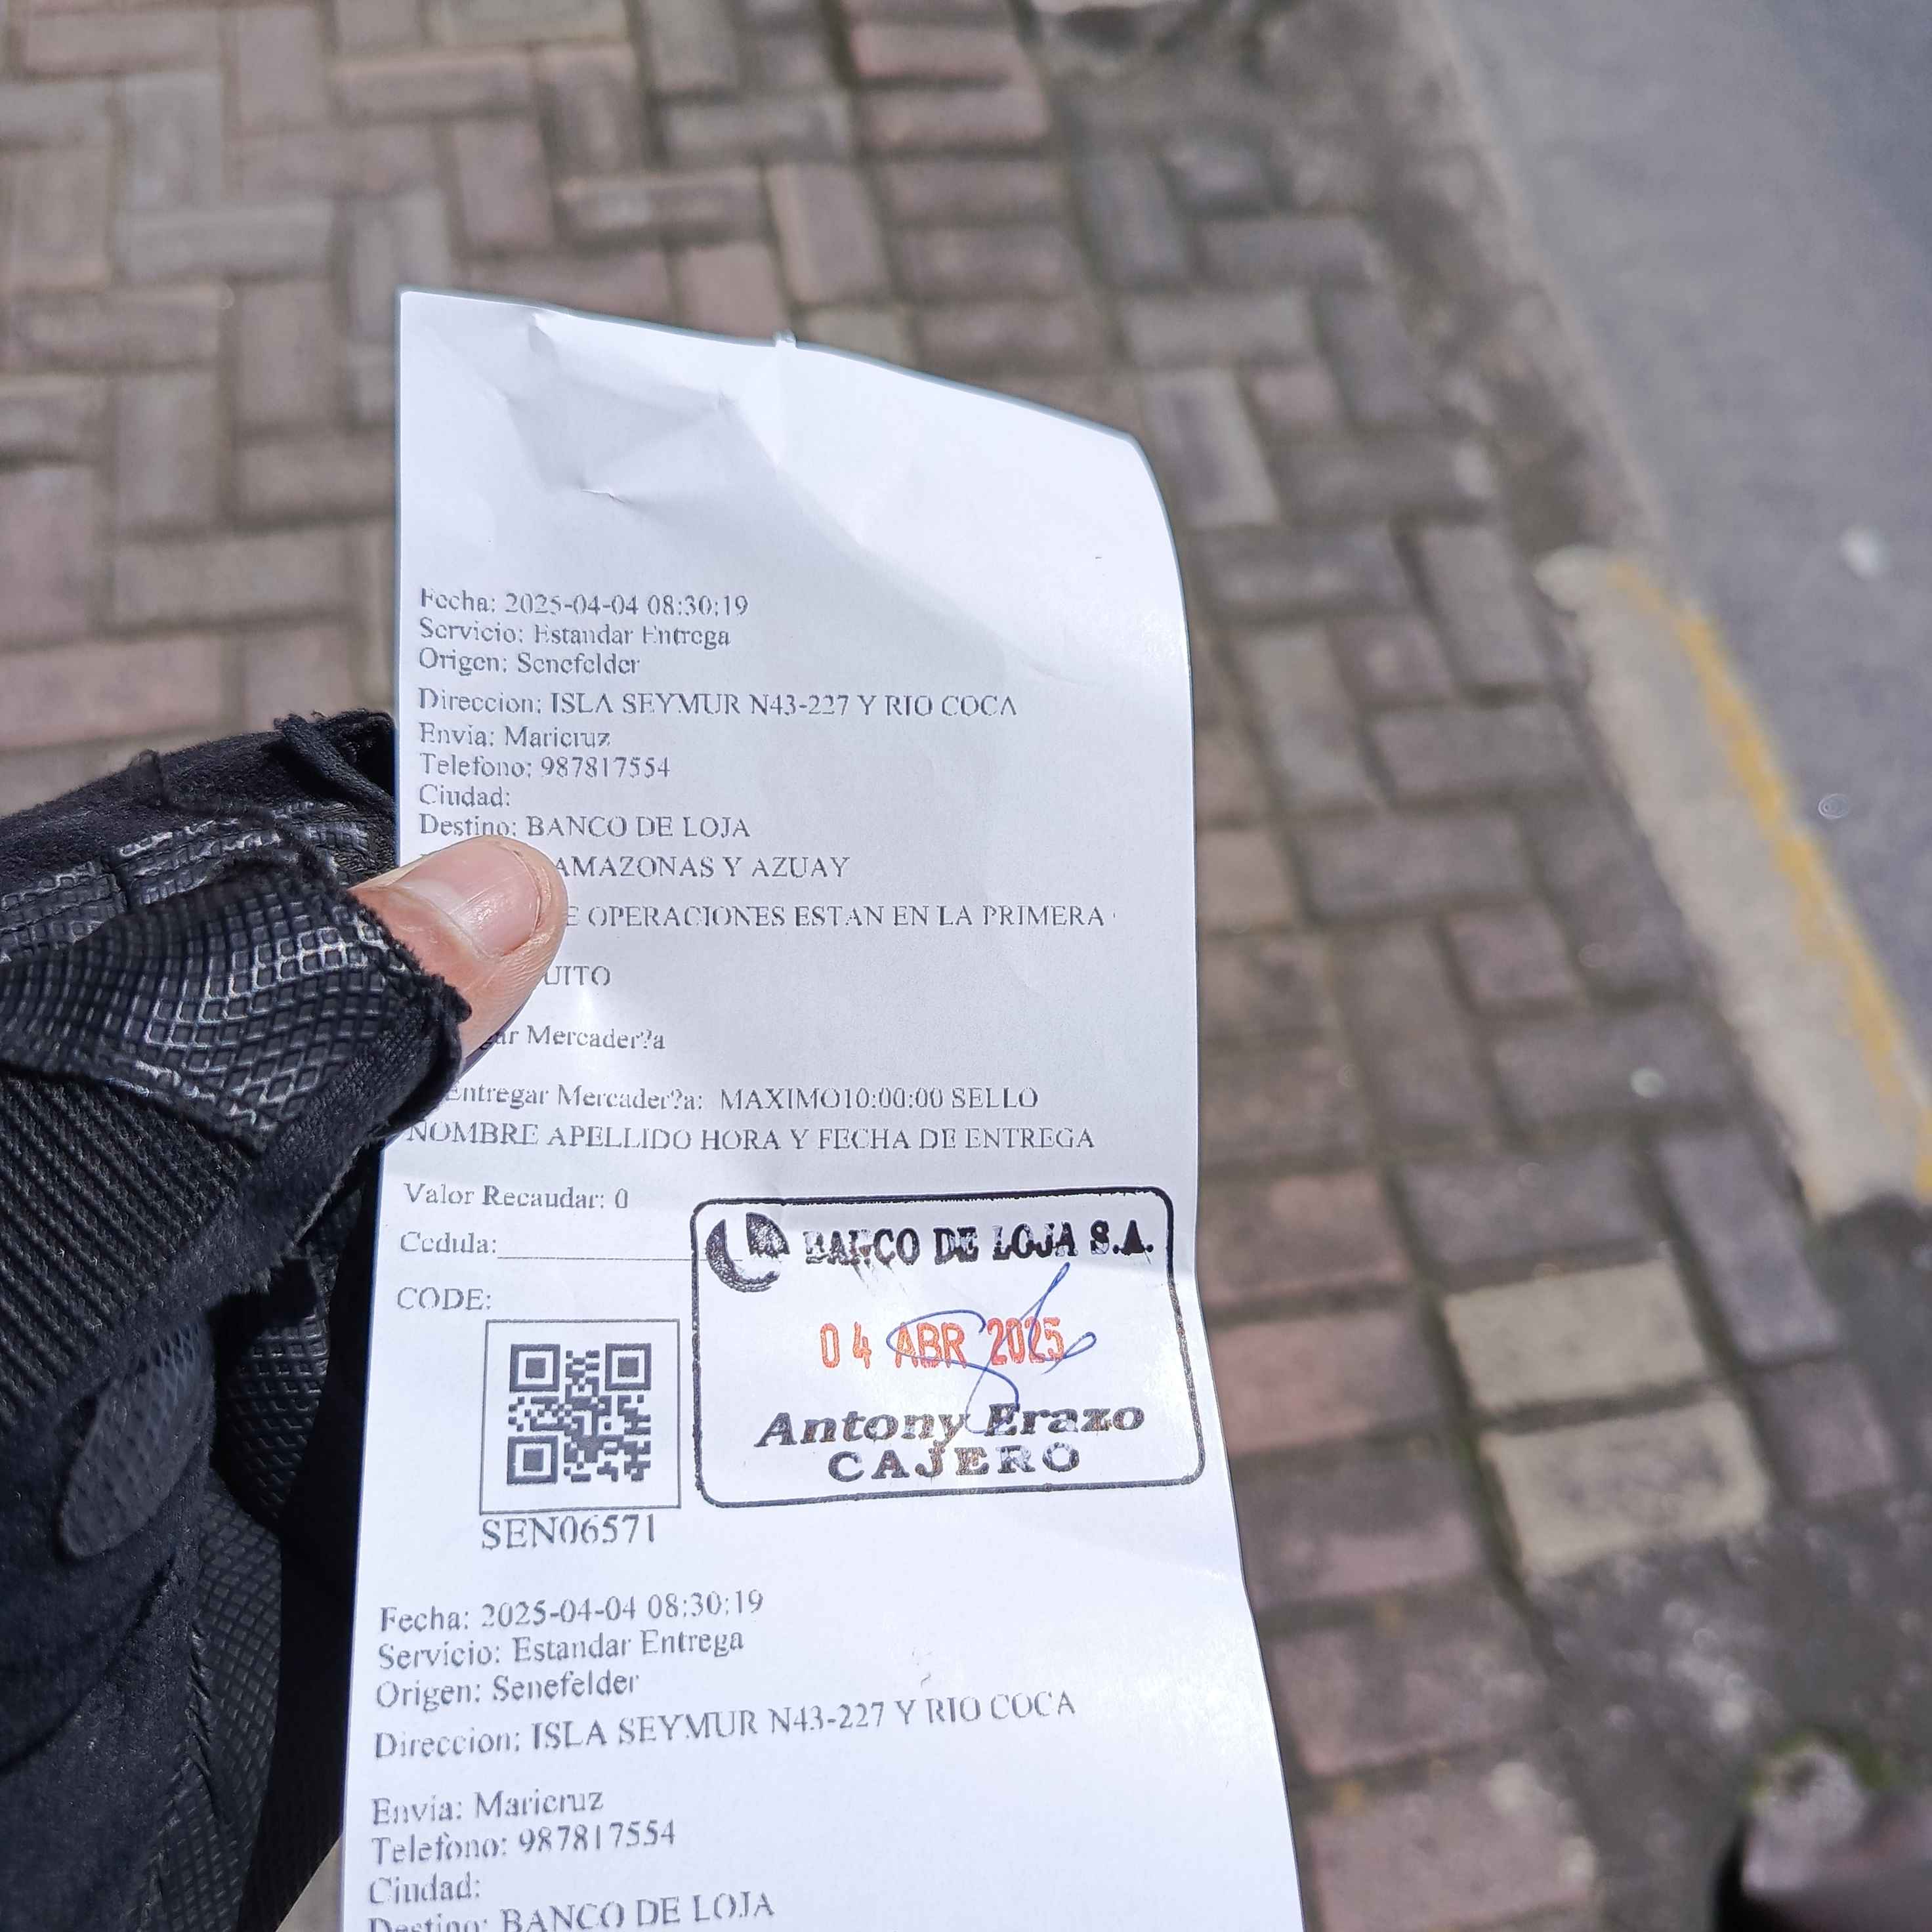 Fecha: 2025-04-04 08:30:19
Servicio: Estandar Entrega
Origen: Senefelder
Direccion: ISLA SEYMUR N43-227 Y RIO COCA
Envia: Maricruz
Telefono: 987817554
Ciudad:
Destino: BANCO DE LOJA
AMAZONAS Y AZUAY
E OPERACIONES ESTAN EN LA PRIMERA
UITO
ar Mercader?a
Entregar Mercader?a: MAXIMO10:00:00 SELLO
NOMBRE APELLIDO HORA Y FECHA DE ENTREGA
Valor Recaudar: 0
Cedula:
CODE:
BANCO DE LOJA S.A.
04 ABR 2025
Antony Erazo
CAJERO
SEN06571
Fecha: 2025-04-04 08:30:19
Servicio: Estandar Entrega
Origen: Senefelder
Direccion: ISLA SEYMUR N43-227 Y RIO COCA
Envia: Maricruz
Telefono: 987817554
Ciudad:
Destino: BANCO DE LOJA